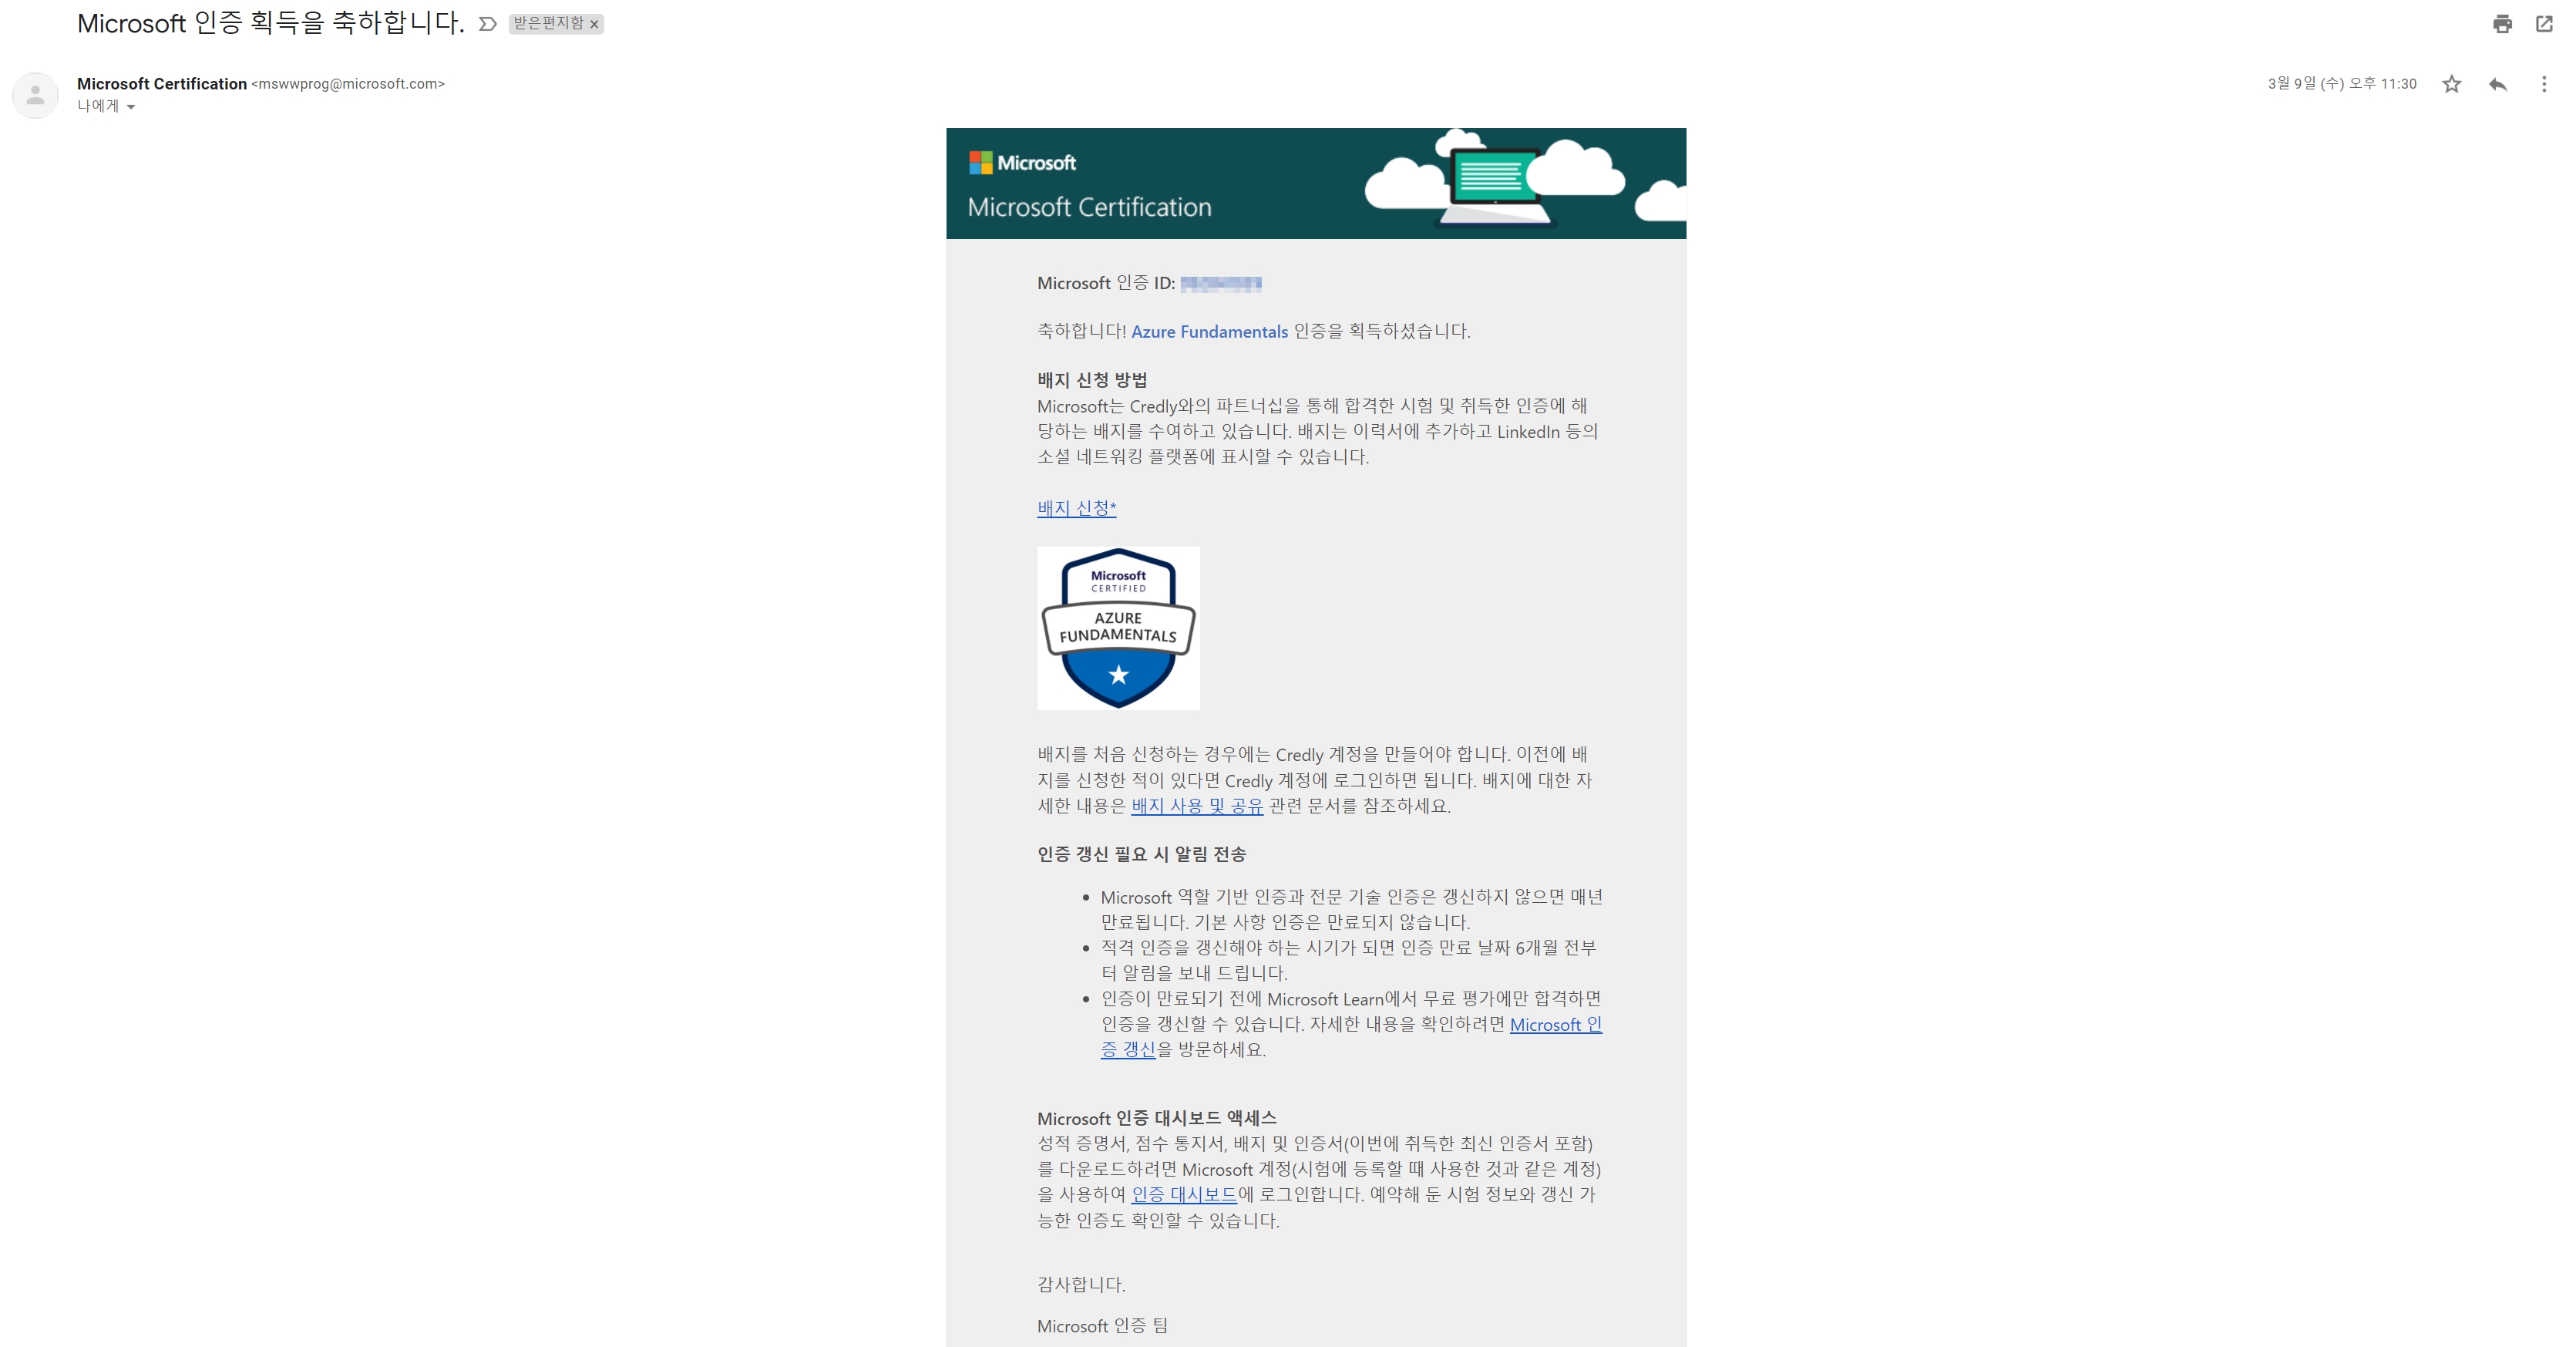 Microsoft 인증 획득을 축하합니다.
받은편지함 ×
Microsoft Certification <mswwprog@microsoft.com>
3월 9일 (수) 오후 11:30
나에게
Microsoft
Microsoft Certification
Microsoft 인증 ID:
축하합니다! Azure Fundamentals 인증을 획득하셨습니다.
배지 신청 방법
Microsoft는 Credly와의 파트너십을 통해 합격한 시험 및 취득한 인증에 해
당하는 배지를 수여하고 있습니다. 배지는 이력서에 추가하고 LinkedIn 등의
소셜 네트워킹 플랫폼에 표시할 수 있습니다.
배지 신청*
Microsoft
CERTIFIED
AZURE
FUNDAMENTALS
배지를 처음 신청하는 경우에는 Credly 계정을 만들어야 합니다. 이전에 배
지를 신청한 적이 있다면 Credly 계정에 로그인하면 됩니다. 배지에 대한 자
세한 내용은 배지 사용 및 공유 관련 문서를 참조하세요.
인증 갱신 필요 시 알림 전송
• Microsoft 역할 기반 인증과 전문 기술 인증은 갱신하지 않으면 매년
만료됩니다. 기본 사항 인증은 만료되지 않습니다.
• 적격 인증을 갱신해야 하는 시기가 되면 인증 만료 날짜 6개월 전부
터 알림을 보내 드립니다.
• 인증이 만료되기 전에 Microsoft Learn에서 무료 평가에만 합격하면
인증을 갱신할 수 있습니다. 자세한 내용을 확인하려면 Microsoft 인
증 갱신을 방문하세요.
Microsoft 인증 대시보드 액세스
성적 증명서, 점수 통지서, 배지 및 인증서(이번에 취득한 최신 인증서 포함)
를 다운로드하려면 Microsoft 계정(시험에 등록할 때 사용한 것과 같은 계정)
을 사용하여 인증 대시보드에 로그인합니다. 예약해 둔 시험 정보와 갱신 가
능한 인증도 확인할 수 있습니다.
감사합니다.
Microsoft 인증 팀